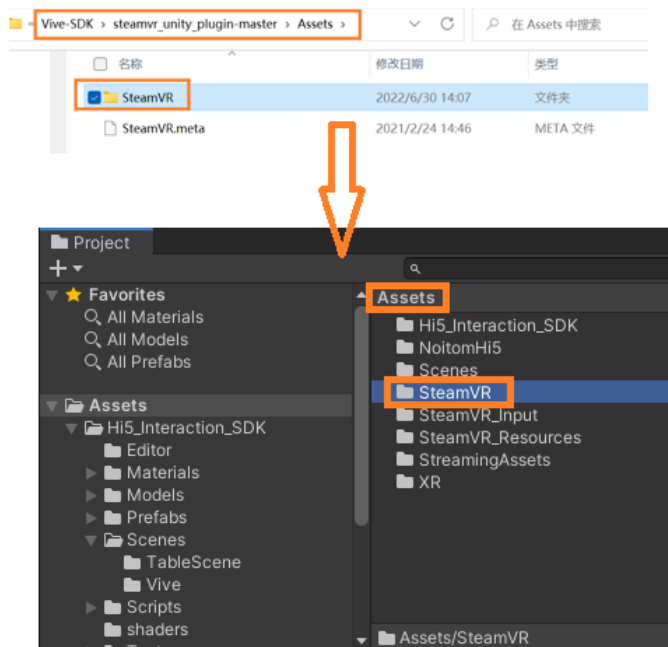 Vive-SDK › steamvr_unity_plugin-master › Assets ›
在 Assets 中搜索
名称 修改日期 类型
SteamVR 2022/6/30 14:07 文件夹
SteamVR.meta 2021/2/24 14:46 META 文件
Project
Favorites
All Materials
All Models
All Prefabs
Assets
Hi5_Interaction_SDK
Editor
Materials
Models
Prefabs
Scenes
TableScene
Vive
Scripts
shaders
Assets
Hi5_Interaction_SDK
NoitomHi5
Scenes
SteamVR
SteamVR_Input
SteamVR_Resources
StreamingAssets
XR
Assets/SteamVR